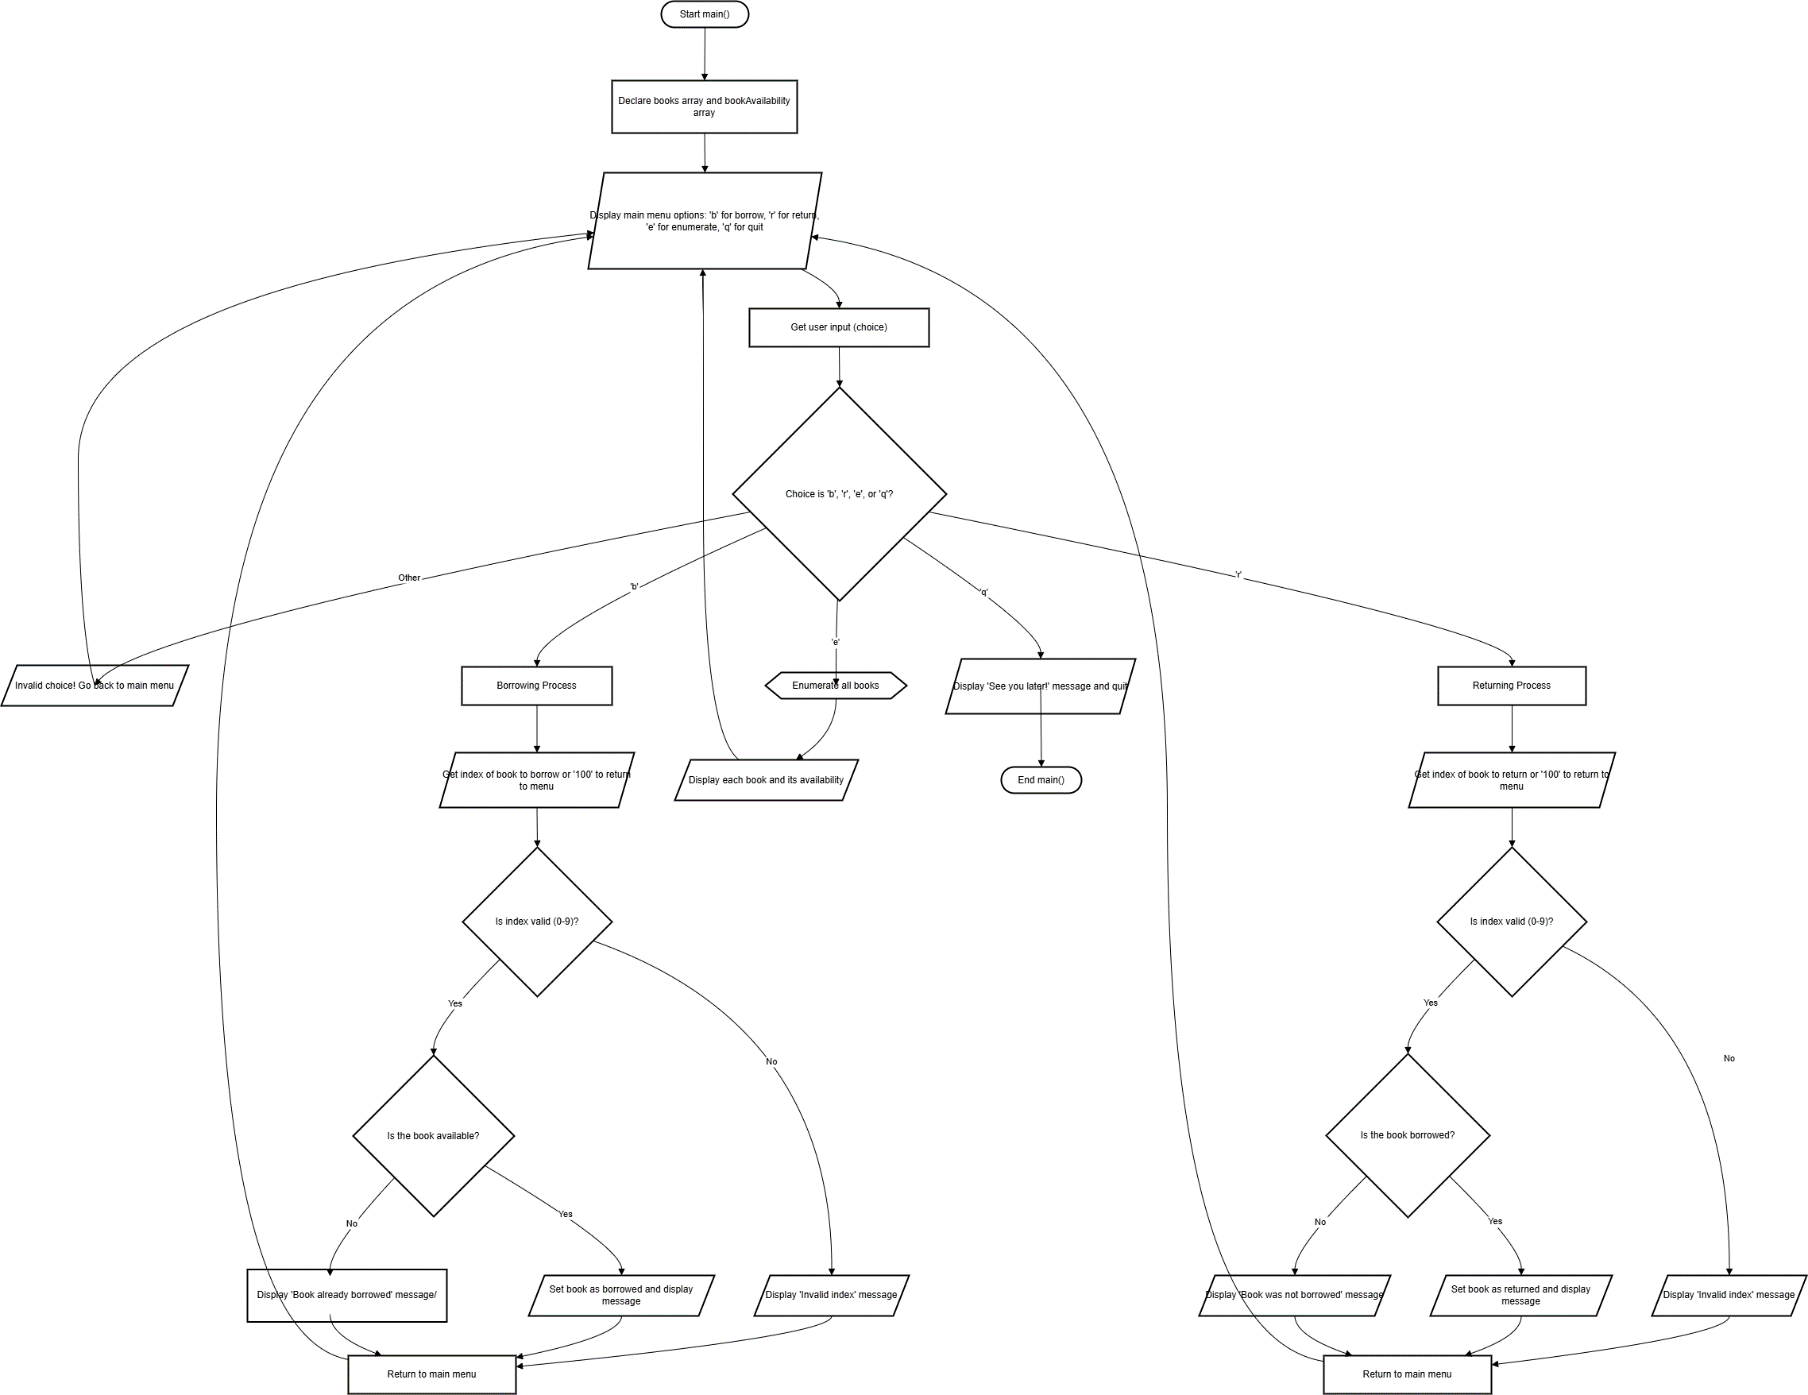 Start main()
Declare books array and bookAvailability
array
Display main menu options: 'b' for borrow, 'r' for return,
'e' for enumerate, 'q' for quit
Get user input (choice)
Choice is 'b', 'r', 'e', or 'q'?
Other
'b'
'e'
'q'
'r'
Invalid choice! Go back to main menu
Borrowing Process
Enumerate all books
Display 'See you later!' message and quit
Returning Process
Get index of book to borrow or '100' to return
to menu
Display each book and its availability
End main()
Get index of book to return or '100' to return to
menu
Is index valid (0-9)?
Is index valid (0-9)?
Yes
No
Yes
No
Is the book available?
Is the book borrowed?
No
Yes
No
Yes
Display 'Book already borrowed' message/
Set book as borrowed and display
message
Display 'Invalid index' message
Display 'Book was not borrowed' message
Set book as returned and display
message
Display 'Invalid index' message
Return to main menu
Return to main menu